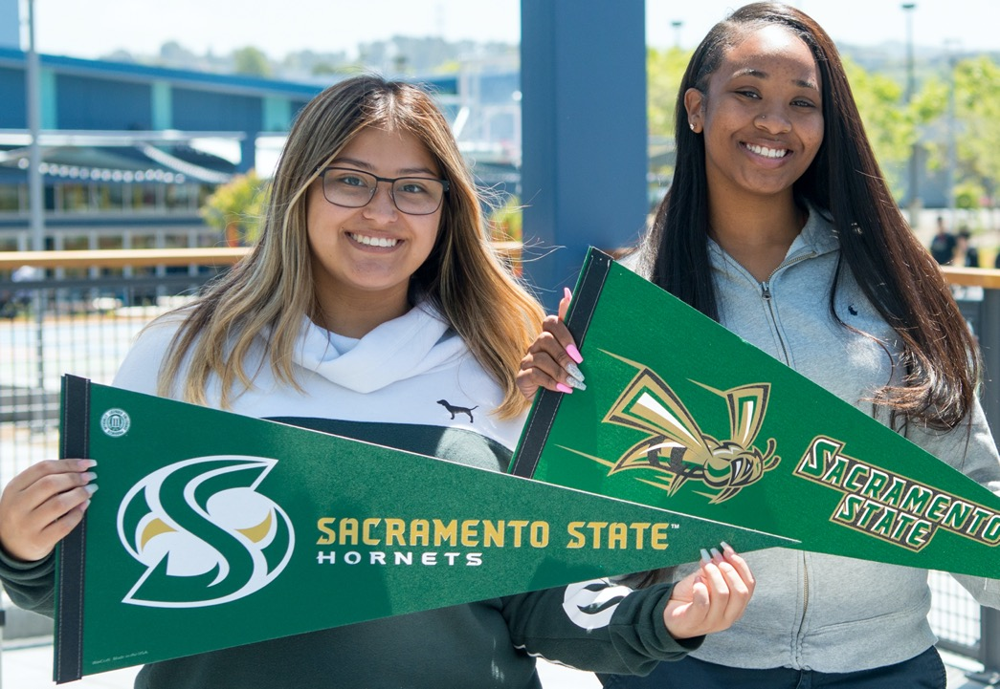 SACRAMENTO STATE™
HORNETS
SACRAMENTO
STATE